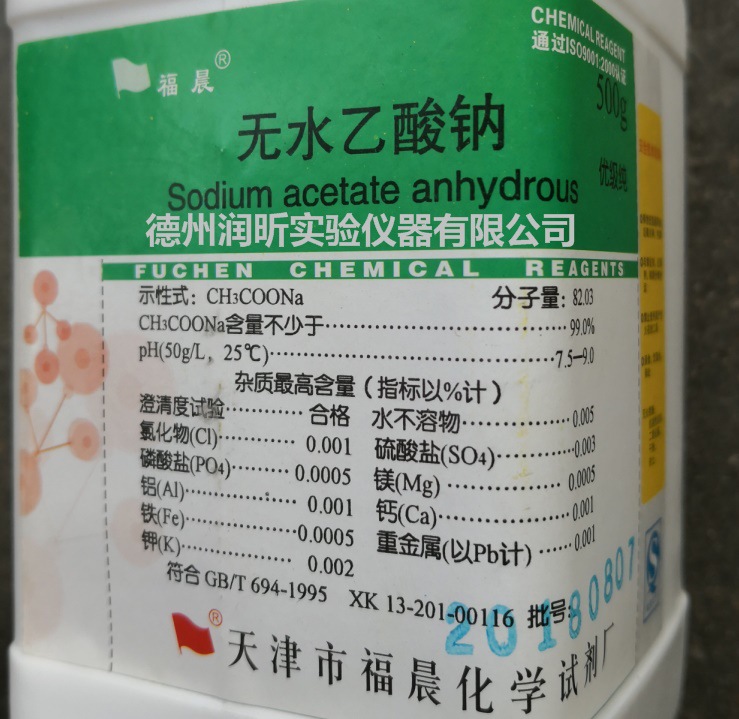 CHEMICAL REAGENT
通过ISO9001:2000认证
福晨®
500g
无水乙酸钠
优级纯
Sodium acetate anhydrous
德州润昕实验仪器有限公司
FUCHEN CHEMICAL REAGENTS
示性式: CH3COONa 分子量: 82.03
CH3COONa含量不少于 99.0%
pH(50g/L, 25℃) 7.5—9.0
杂质最高含量(指标以%计)
澄清度试验 合格 水不溶物 0.005
氯化物(Cl) 0.001 硫酸盐(SO4) 0.003
磷酸盐(PO4) 0.0005 镁(Mg) 0.0005
铝(Al) 0.001 钙(Ca) 0.001
铁(Fe) 0.0005 重金属(以Pb计) 0.001
钾(K) 0.002
符合 GB/T 694-1995 XK 13-201-00116 批号:
20180807
® 天津市福晨化学试剂厂